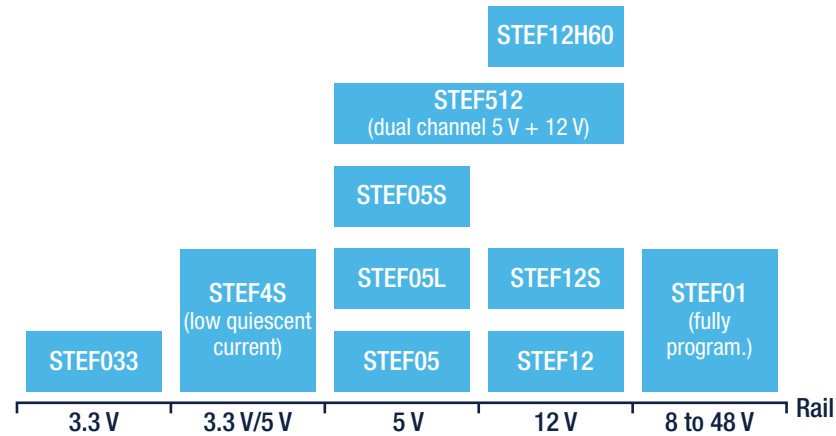 STEF12H60
STEF512
(dual channel 5 V + 12 V)
STEF05S
STEF4S
(low quiescent
current)
STEF05L
STEF12S
STEF01
(fully
program.)
STEF033
STEF05
STEF12
Rail
3.3 V
3.3 V/5 V
5 V
12 V
8 to 48 V